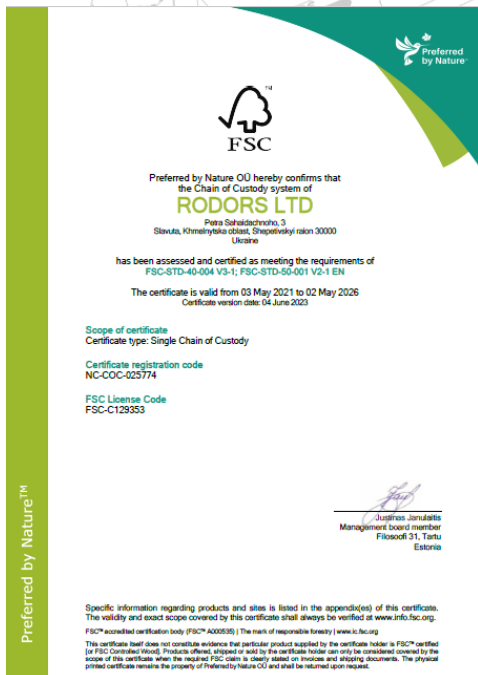 Preferred
by Nature™
FSC
Preferred by Nature OÜ hereby confirms that
the Chain of Custody system of
RODORS LTD
Petra Sahaidachnoho, 3
Slavuta, Khmelnytska oblast, Shepetivskyi raion 30000
Ukraine
has been assessed and certified as meeting the requirements of
FSC-STD-40-004 V3-1; FSC-STD-50-001 V2-1 EN
The certificate is valid from 03 May 2021 to 02 May 2026
Certificate version date: 04 June 2023
Scope of certificate
Certificate type: Single Chain of Custody
Certificate registration code
NC-COC-025774
FSC License Code
FSC-C129353
Justinas Janulaitis
Management board member
Filosoofi 31, Tartu
Estonia
Preferred by Nature™
Specific information regarding products and sites is listed in the appendix(es) of this certificate.
The validity and exact scope covered by this certificate shall always be verified at www.info.fsc.org.
FSC™ accredited certification body (FSC™ A000535) | The mark of responsible forestry | www.ic.fsc.org
This certificate itself does not constitute evidence that particular product supplied by the certificate holder is FSC™ certified
[or FSC Controlled Wood]. Products offered, shipped or sold by the certificate holder can only be considered covered by the
scope of this certificate when the required FSC claim is clearly stated on invoices and shipping documents. The physical
printed certificate remains the property of Preferred by Nature OÜ and shall be returned upon request.